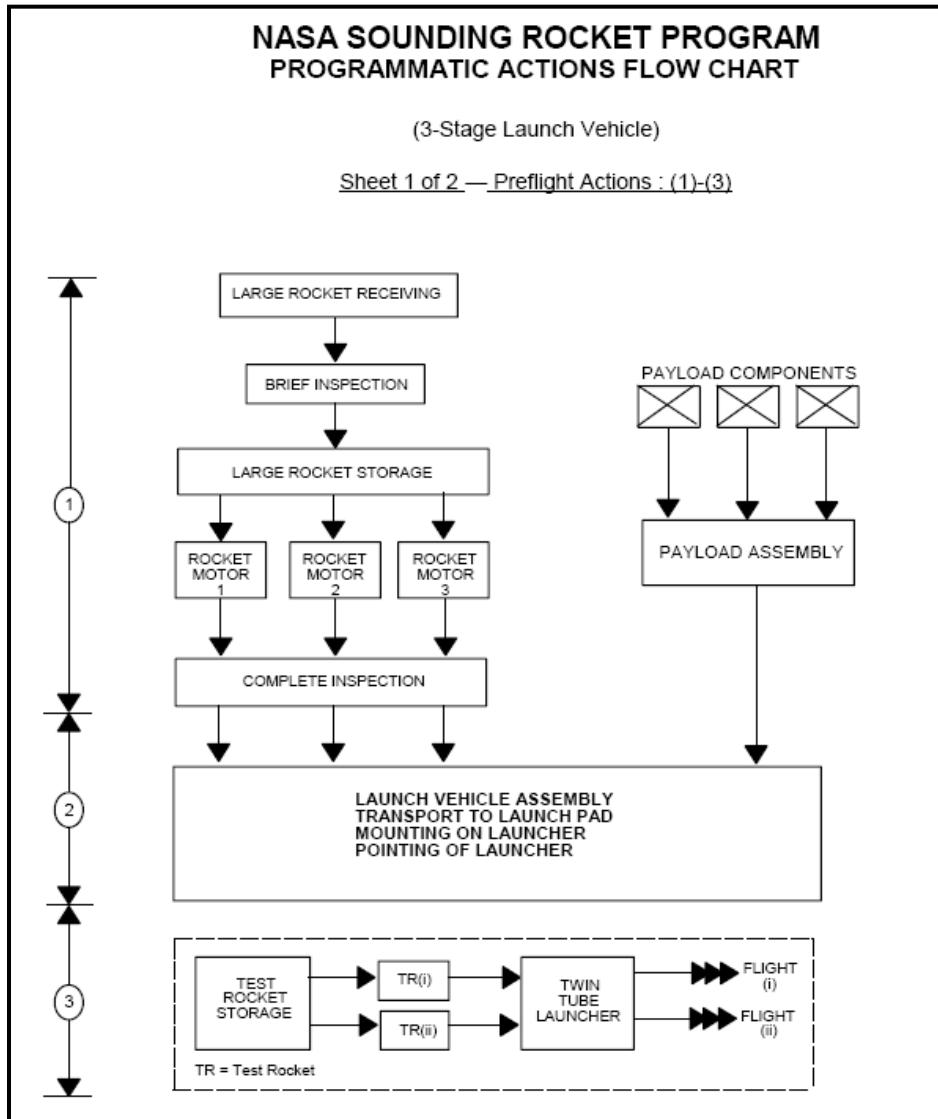 NASA SOUNDING ROCKET PROGRAM
PROGRAMMATIC ACTIONS FLOW CHART
(3-Stage Launch Vehicle)
Sheet 1 of 2 — Preflight Actions : (1)-(3)
LARGE ROCKET RECEIVING
BRIEF INSPECTION
PAYLOAD COMPONENTS
LARGE ROCKET STORAGE
1
ROCKET
MOTOR
1
ROCKET
MOTOR
2
ROCKET
MOTOR
3
PAYLOAD ASSEMBLY
COMPLETE INSPECTION
2
LAUNCH VEHICLE ASSEMBLY
TRANSPORT TO LAUNCH PAD
MOUNTING ON LAUNCHER
POINTING OF LAUNCHER
3
TEST
ROCKET
STORAGE
TR(i)
TR(ii)
TWIN
TUBE
LAUNCHER
FLIGHT
(i)
FLIGHT
(ii)
TR = Test Rocket